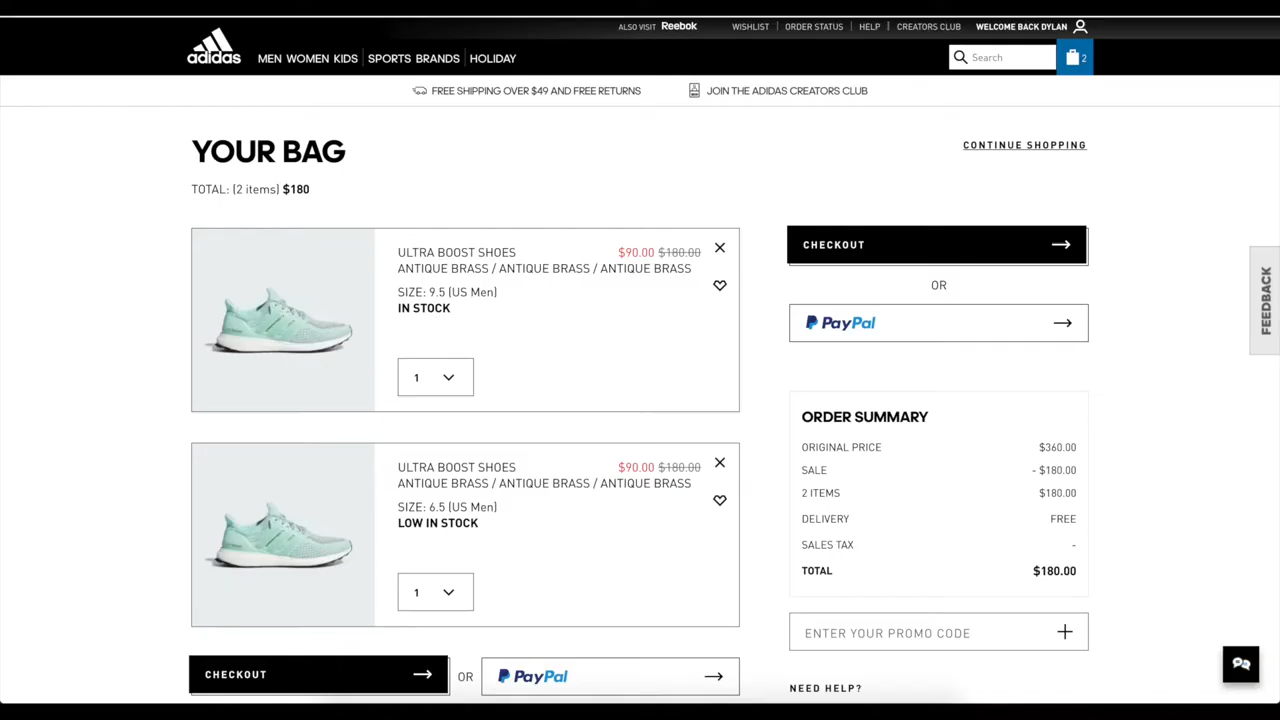 ALSO VISIT Reebok WISHLIST ORDER STATUS HELP CREATORS CLUB WELCOME BACK DYLAN
adidas MEN WOMEN KIDS SPORTS BRANDS HOLIDAY Search 2
FREE SHIPPING OVER $49 AND FREE RETURNS JOIN THE ADIDAS CREATORS CLUB
YOUR BAG
CONTINUE SHOPPING
TOTAL: (2 items) $180
ULTRA BOOST SHOES $90.00 $180.00
ANTIQUE BRASS / ANTIQUE BRASS / ANTIQUE BRASS
SIZE: 9.5 (US Men)
IN STOCK
1
ULTRA BOOST SHOES $90.00 $180.00
ANTIQUE BRASS / ANTIQUE BRASS / ANTIQUE BRASS
SIZE: 6.5 (US Men)
LOW IN STOCK
1
CHECKOUT OR PayPal
CHECKOUT
OR
PayPal
ORDER SUMMARY
ORIGINAL PRICE $360.00
SALE - $180.00
2 ITEMS $180.00
DELIVERY FREE
SALES TAX -
TOTAL $180.00
ENTER YOUR PROMO CODE
NEED HELP?
FEEDBACK